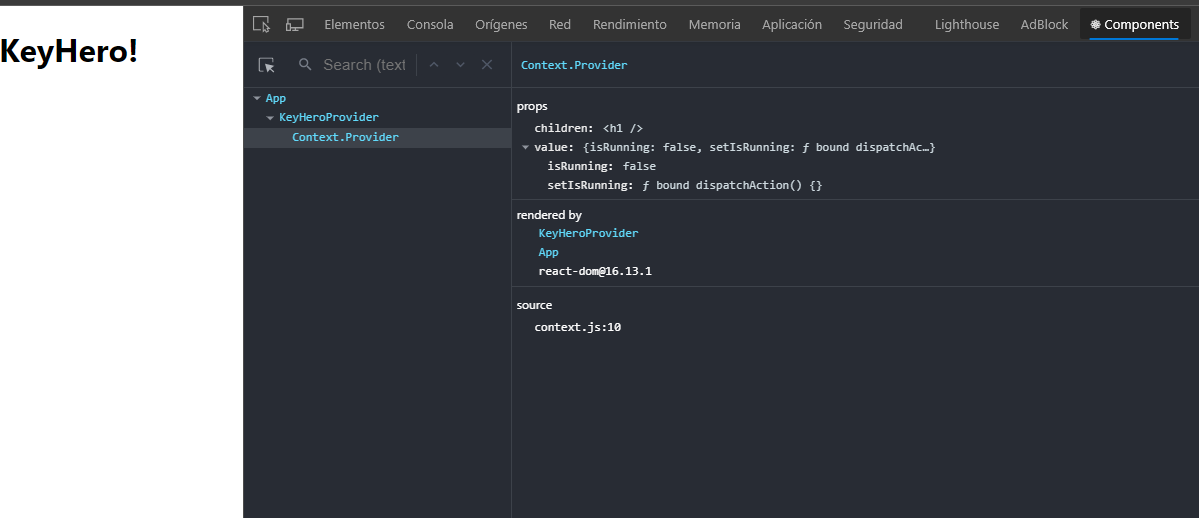 KeyHero!
Elementos Consola Orígenes Red Rendimiento Memoria Aplicación Seguridad Lighthouse AdBlock Components
Search (text
App
KeyHeroProvider
Context.Provider
Context.Provider
props
children: <h1 />
value: {isRunning: false, setIsRunning: ƒ bound dispatchAc…}
isRunning: false
setIsRunning: ƒ bound dispatchAction() {}
rendered by
KeyHeroProvider
App
react-dom@16.13.1
source
context.js:10